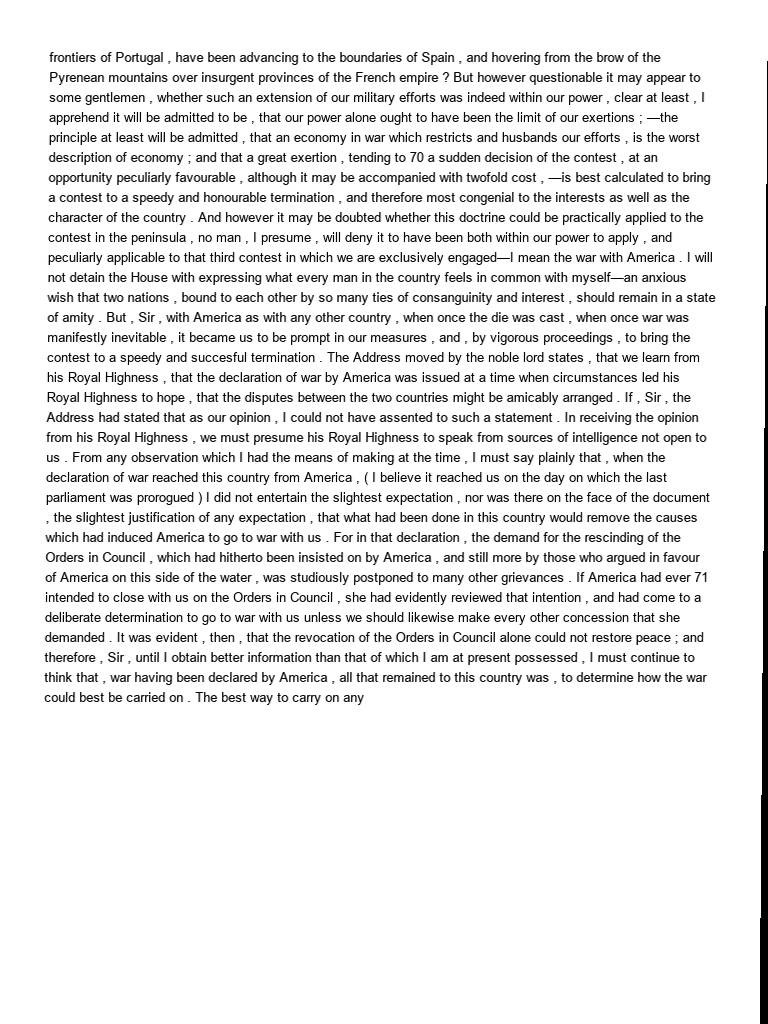 frontiers of Portugal , have been advancing to the boundaries of Spain , and hovering from the brow of the
Pyrenean mountains over insurgent provinces of the French empire ? But however questionable it may appear to
some gentlemen , whether such an extension of our military efforts was indeed within our power , clear at least , I
apprehend it will be admitted to be , that our power alone ought to have been the limit of our exertions ; —the
principle at least will be admitted , that an economy in war which restricts and husbands our efforts , is the worst
description of economy ; and that a great exertion , tending to 70 a sudden decision of the contest , at an
opportunity peculiarly favourable , although it may be accompanied with twofold cost , —is best calculated to bring
a contest to a speedy and honourable termination , and therefore most congenial to the interests as well as the
character of the country . And however it may be doubted whether this doctrine could be practically applied to the
contest in the peninsula , no man , I presume , will deny it to have been both within our power to apply , and
peculiarly applicable to that third contest in which we are exclusively engaged—I mean the war with America . I will
not detain the House with expressing what every man in the country feels in common with myself—an anxious
wish that two nations , bound to each other by so many ties of consanguinity and interest , should remain in a state
of amity . But , Sir , with America as with any other country , when once the die was cast , when once war was
manifestly inevitable , it became us to be prompt in our measures , and , by vigorous proceedings , to bring the
contest to a speedy and succesful termination . The Address moved by the noble lord states , that we learn from
his Royal Highness , that the declaration of war by America was issued at a time when circumstances led his
Royal Highness to hope , that the disputes between the two countries might be amicably arranged . If , Sir , the
Address had stated that as our opinion , I could not have assented to such a statement . In receiving the opinion
from his Royal Highness , we must presume his Royal Highness to speak from sources of intelligence not open to
us . From any observation which I had the means of making at the time , I must say plainly that , when the
declaration of war reached this country from America , ( I believe it reached us on the day on which the last
parliament was prorogued ) I did not entertain the slightest expectation , nor was there on the face of the document
, the slightest justification of any expectation , that what had been done in this country would remove the causes
which had induced America to go to war with us . For in that declaration , the demand for the rescinding of the
Orders in Council , which had hitherto been insisted on by America , and still more by those who argued in favour
of America on this side of the water , was studiously postponed to many other grievances . If America had ever 71
intended to close with us on the Orders in Council , she had evidently reviewed that intention , and had come to a
deliberate determination to go to war with us unless we should likewise make every other concession that she
demanded . It was evident , then , that the revocation of the Orders in Council alone could not restore peace ; and
therefore , Sir , until I obtain better information than that of which I am at present possessed , I must continue to
think that , war having been declared by America , all that remained to this country was , to determine how the war
could best be carried on . The best way to carry on any